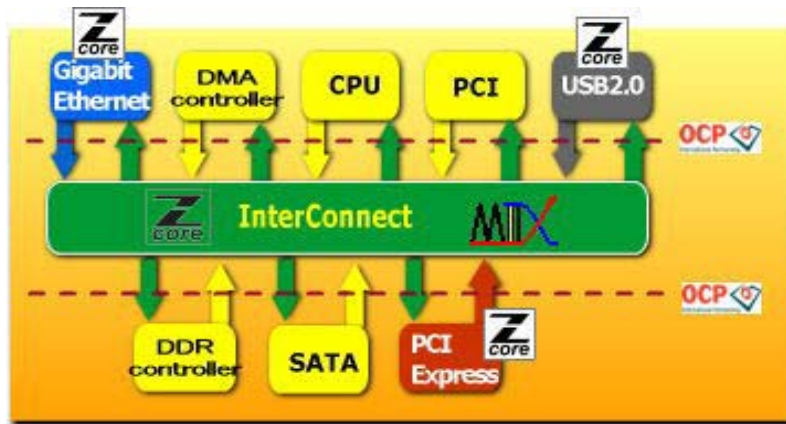 Z
core
Z
core
Gigabit
Ethernet
DMA
controller
CPU
PCI
USB2.0
OCP
Z
core
InterConnect
MIX
OCP
DDR
controller
SATA
PCI
Express
Z
core